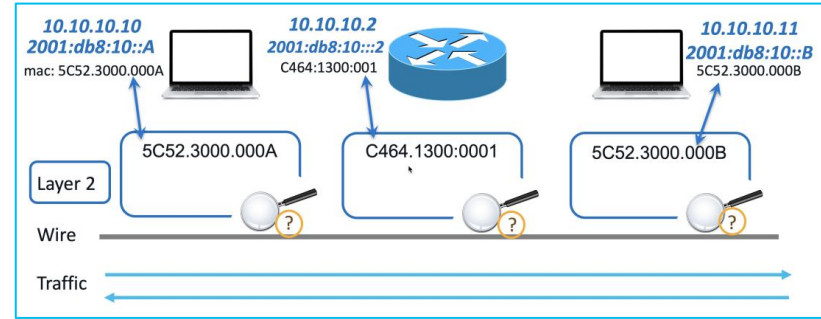 10.10.10.10
2001:db8:10::A
mac: 5C52.3000.000A
10.10.10.2
2001:db8:10:::2
C464:1300:001
10.10.10.11
2001:db8:10::B
5C52.3000.000B
5C52.3000.000A
C464.1300:0001
5C52.3000.000B
Layer 2
?
?
?
Wire
Traffic